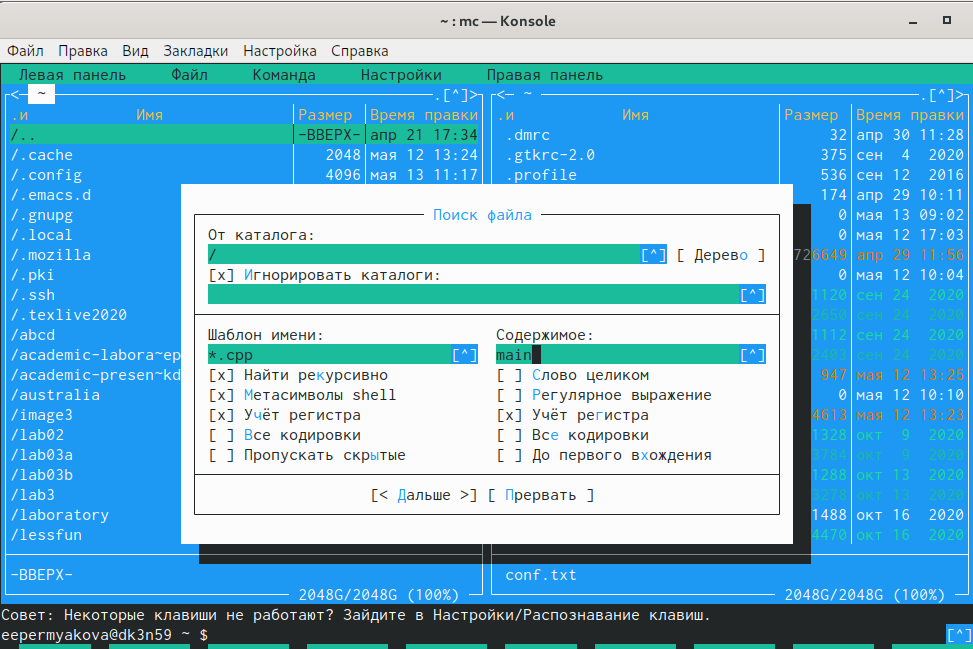 ~ : mc — Konsole
Файл Правка Вид Закладки Настройка Справка
Левая панель Файл Команда Настройки Правая панель
<— ~ .[^]> <— ~ .[^]>
.и Имя Размер Время правки .и Имя Размер Время правки
/.. -ВВЕРХ- апр 21 17:34 .dmrc 32 апр 30 11:28
/.cache 2048 мая 12 13:24 .gtkrc-2.0 375 сен 4 2020
/.config 4096 мая 13 11:17 .profile 536 сен 12 2016
/.emacs.d 174 апр 29 10:11
/.gnupg 0 мая 13 09:02
/.local 0 мая 12 17:03
/.mozilla 726649 апр 29 11:56
/.pki 0 мая 12 10:04
/.ssh 1120 сен 24 2020
/.texlive2020 2650 сен 24 2020
/abcd 1112 сен 24 2020
/academic-labora~ep 2403 сен 24 2020
/academic-presen~kd 947 мая 12 13:25
/australia 0 мая 12 10:10
/image3 4613 мая 12 13:23
/lab02 1328 окт 9 2020
/lab03a 3784 окт 9 2020
/lab03b 1288 окт 13 2020
/lab3 3278 окт 13 2020
/laboratory 1488 окт 16 2020
/lessfun 4470 окт 16 2020
Поиск файла
От каталога:
/ [^] [ Дерево ]
[x] Игнорировать каталоги:
[^]
Шаблон имени: Содержимое:
*.cpp [^] main [^]
[x] Найти рекурсивно [ ] Слово целиком
[x] Метасимволы shell [ ] Регулярное выражение
[x] Учёт регистра [x] Учёт регистра
[ ] Все кодировки [ ] Все кодировки
[ ] Пропускать скрытые [ ] До первого вхождения
[< Дальше >] [ Прервать ]
-ВВЕРХ- conf.txt
2048G/2048G (100%) 2048G/2048G (100%)
Совет: Некоторые клавиши не работают? Зайдите в Настройки/Распознавание клавиш.
eepermyakova@dk3n59 ~ $ [^]